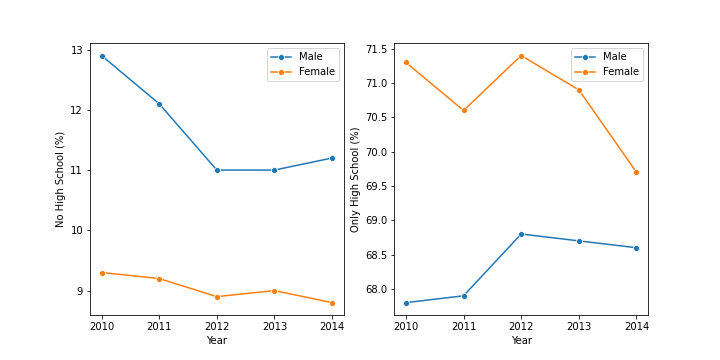 13
12
11
10
9
No High School (%)
2010 2011 2012 2013 2014
Year
Male
Female
71.5
71.0
70.5
70.0
69.5
69.0
68.5
68.0
Only High School (%)
2010 2011 2012 2013 2014
Year
Male
Female